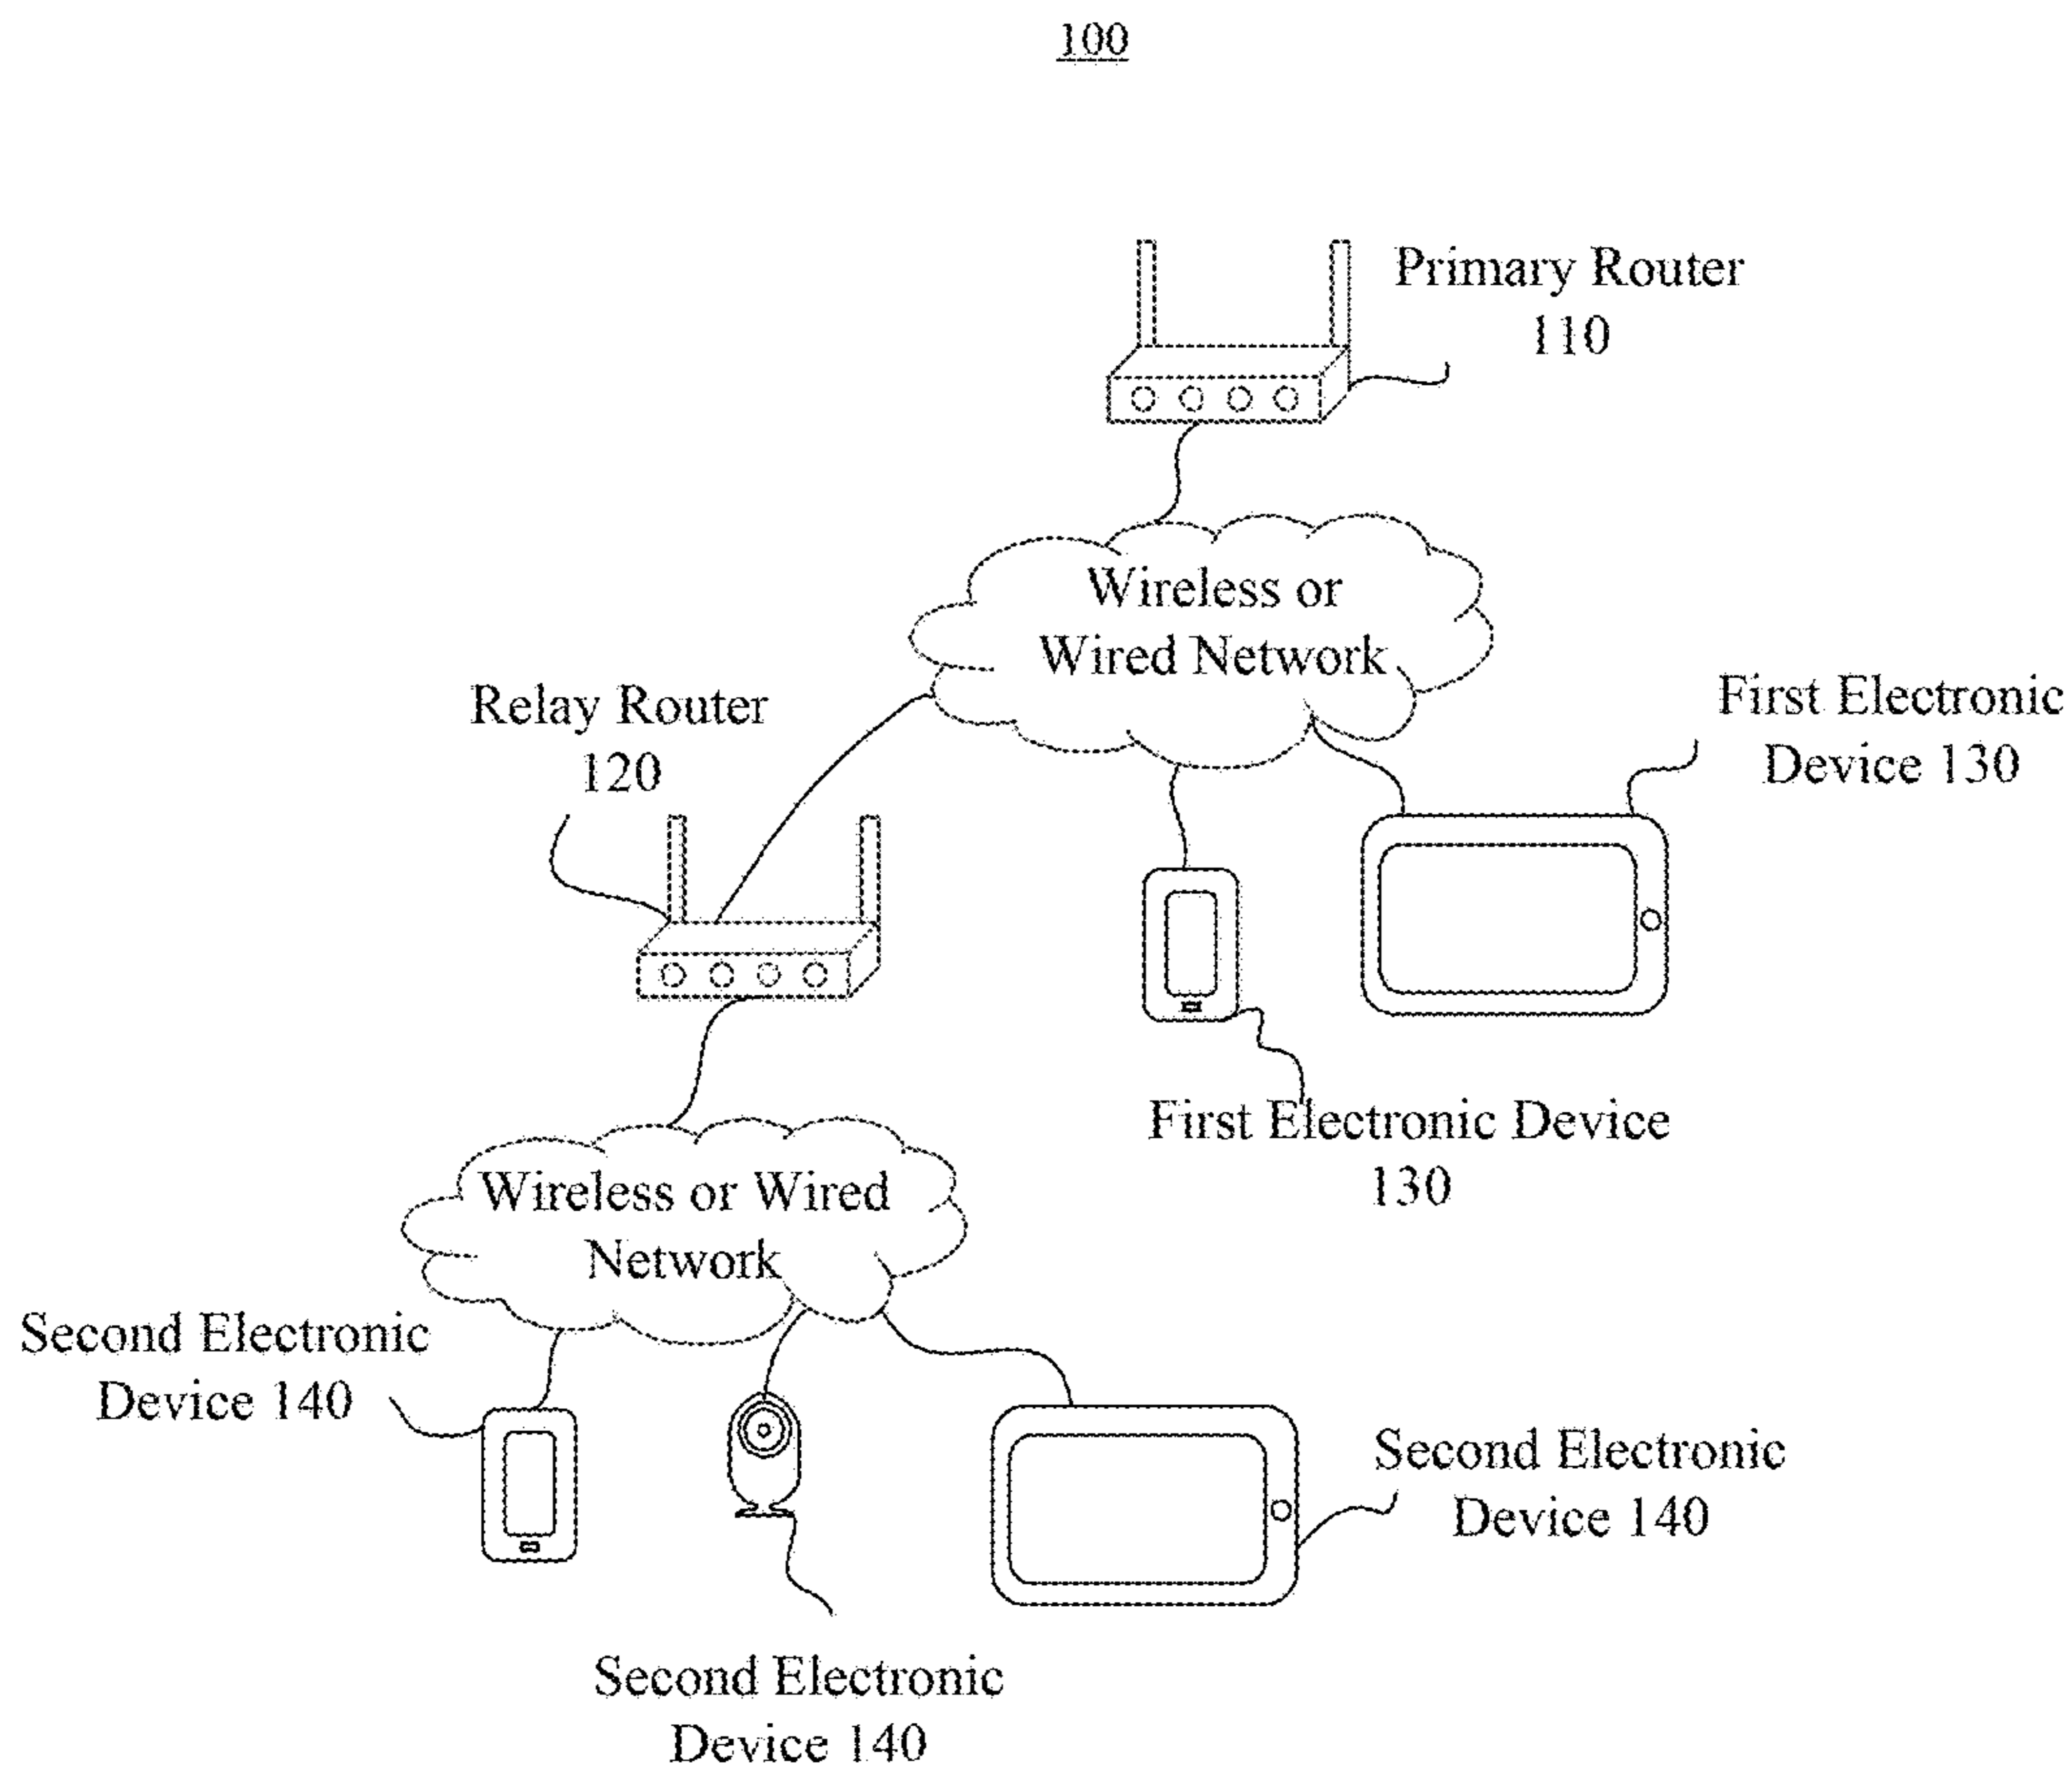 100
Primary Router
110
Wireless or
Wired Network
Relay Router
120
First Electronic
Device 130
First Electronic Device
130
Wireless or Wired
Network
Second Electronic
Device 140
Second Electronic
Device 140
Second Electronic
Device 140